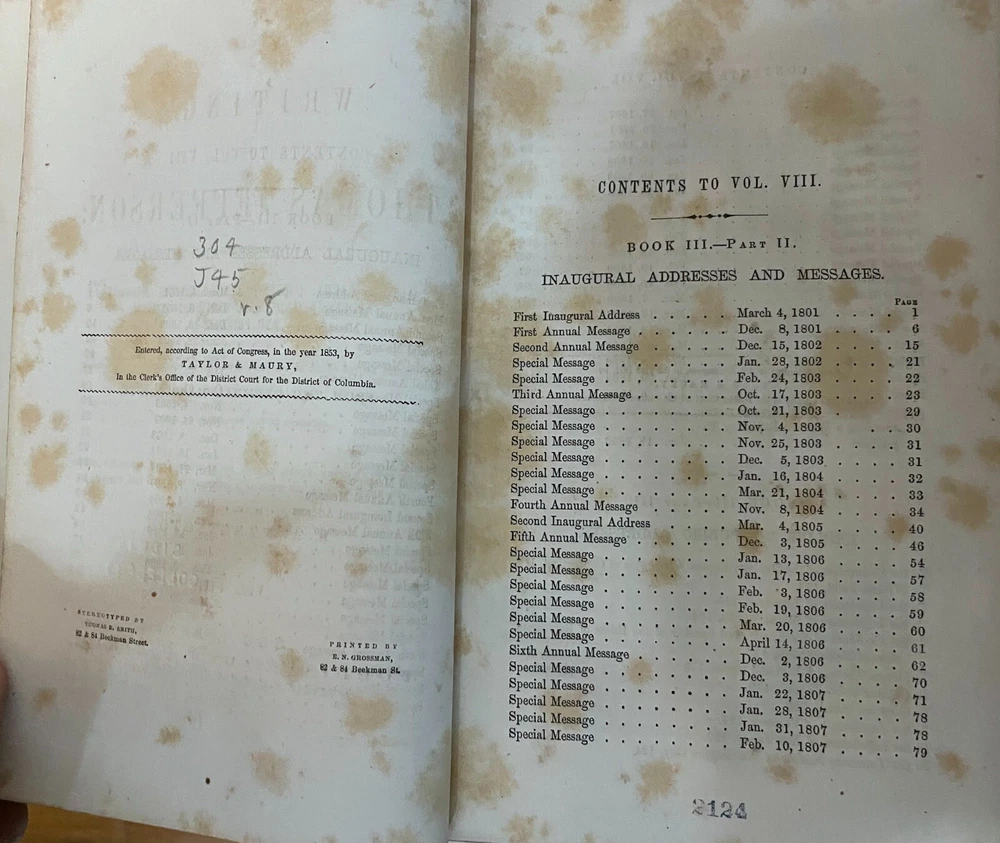 304
J45
v.8
Entered, according to Act of Congress, in the year 1853, by
TAYLOR & MAURY,
In the Clerk's Office of the District Court for the District of Columbia.
STEREOTYPED BY
THOMAS B. SMITH,
82 & 84 Beekman Street.
PRINTED BY
E. N. GROSSMAN,
82 & 84 Beekman St.
CONTENTS TO VOL. VIII.
BOOK III.—PART II.
INAUGURAL ADDRESSES AND MESSAGES.
PAGE
First Inaugural Address . . . . . March 4, 1801 . . . . 1
First Annual Message . . . . . . Dec. 8, 1801 . . . . 6
Second Annual Message . . . . . Dec. 15, 1802 . . . . 15
Special Message . . . . . . . . Jan. 28, 1802 . . . . 21
Special Message . . . . . . . . Feb. 24, 1803 . . . . 22
Third Annual Message . . . . . . Oct. 17, 1803 . . . . 23
Special Message . . . . . . . . Oct. 21, 1803 . . . . 29
Special Message . . . . . . . . Nov. 4, 1803 . . . 30
Special Message . . . . . . . . Nov. 25, 1803 . . . . 31
Special Message . . . . . . . . Dec. 5, 1803 . . . . 31
Special Message . . . . . . . . Jan. 16, 1804 . . . . 32
Special Message . . . . . . . . Mar. 21, 1804 . . . . 33
Fourth Annual Message . . . . . Nov. 8, 1804 . . . . 34
Second Inaugural Address . . . . Mar. 4, 1805 . . . . 40
Fifth Annual Message . . . . . . Dec. 3, 1805 . . . . 46
Special Message . . . . . . . . Jan. 13, 1806 . . . . 54
Special Message . . . . . . . . Jan. 17, 1806 . . . . 57
Special Message . . . . . . . . Feb. 3, 1806 . . . . 58
Special Message . . . . . . . . Feb. 19, 1806 . . . . 59
Special Message . . . . . . . . Mar. 20, 1806 . . . . 60
Special Message . . . . . . . . April 14, 1806 . . . . 61
Sixth Annual Message . . . . . . Dec. 2, 1806 . . . . 62
Special Message . . . . . . . . Dec. 3, 1806 . . . . 70
Special Message . . . . . . . . Jan. 22, 1807 . . . . 71
Special Message . . . . . . . . Jan. 28, 1807 . . . . 78
Special Message . . . . . . . . Jan. 31, 1807 . . . . 78
Special Message . . . . . . . . Feb. 10, 1807 . . . . 79
2124